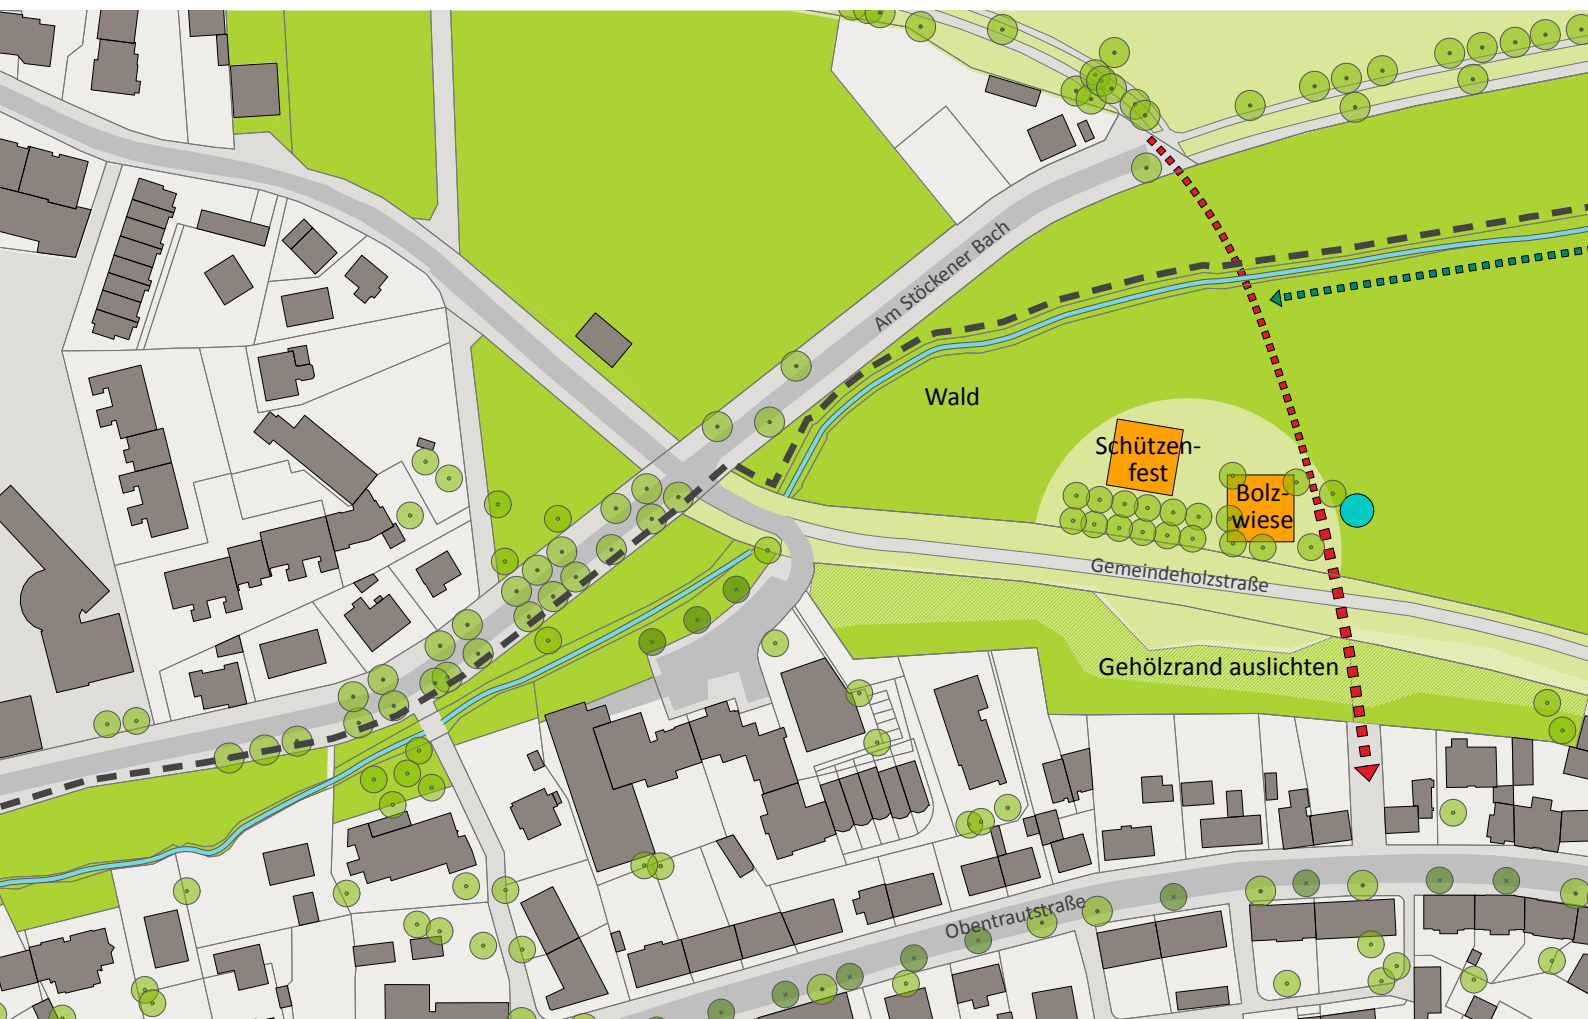 Am Stöckener Bach
Wald
Schützen-
fest
Bolz-
wiese
Gemeindeholzstraße
Gehölzrand auslichten
Obentrautstraße